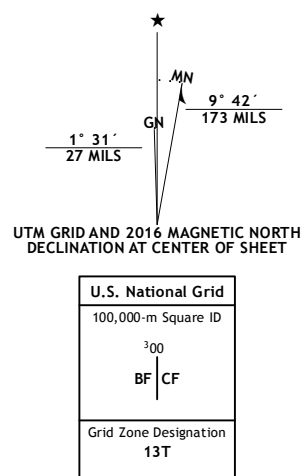 ★
MN
GN
9° 42´
173 MILS
1° 31´
27 MILS
UTM GRID AND 2016 MAGNETIC NORTH
DECLINATION AT CENTER OF SHEET
U.S. National Grid
100,000-m Square ID
³00
BF CF
Grid Zone Designation
13T